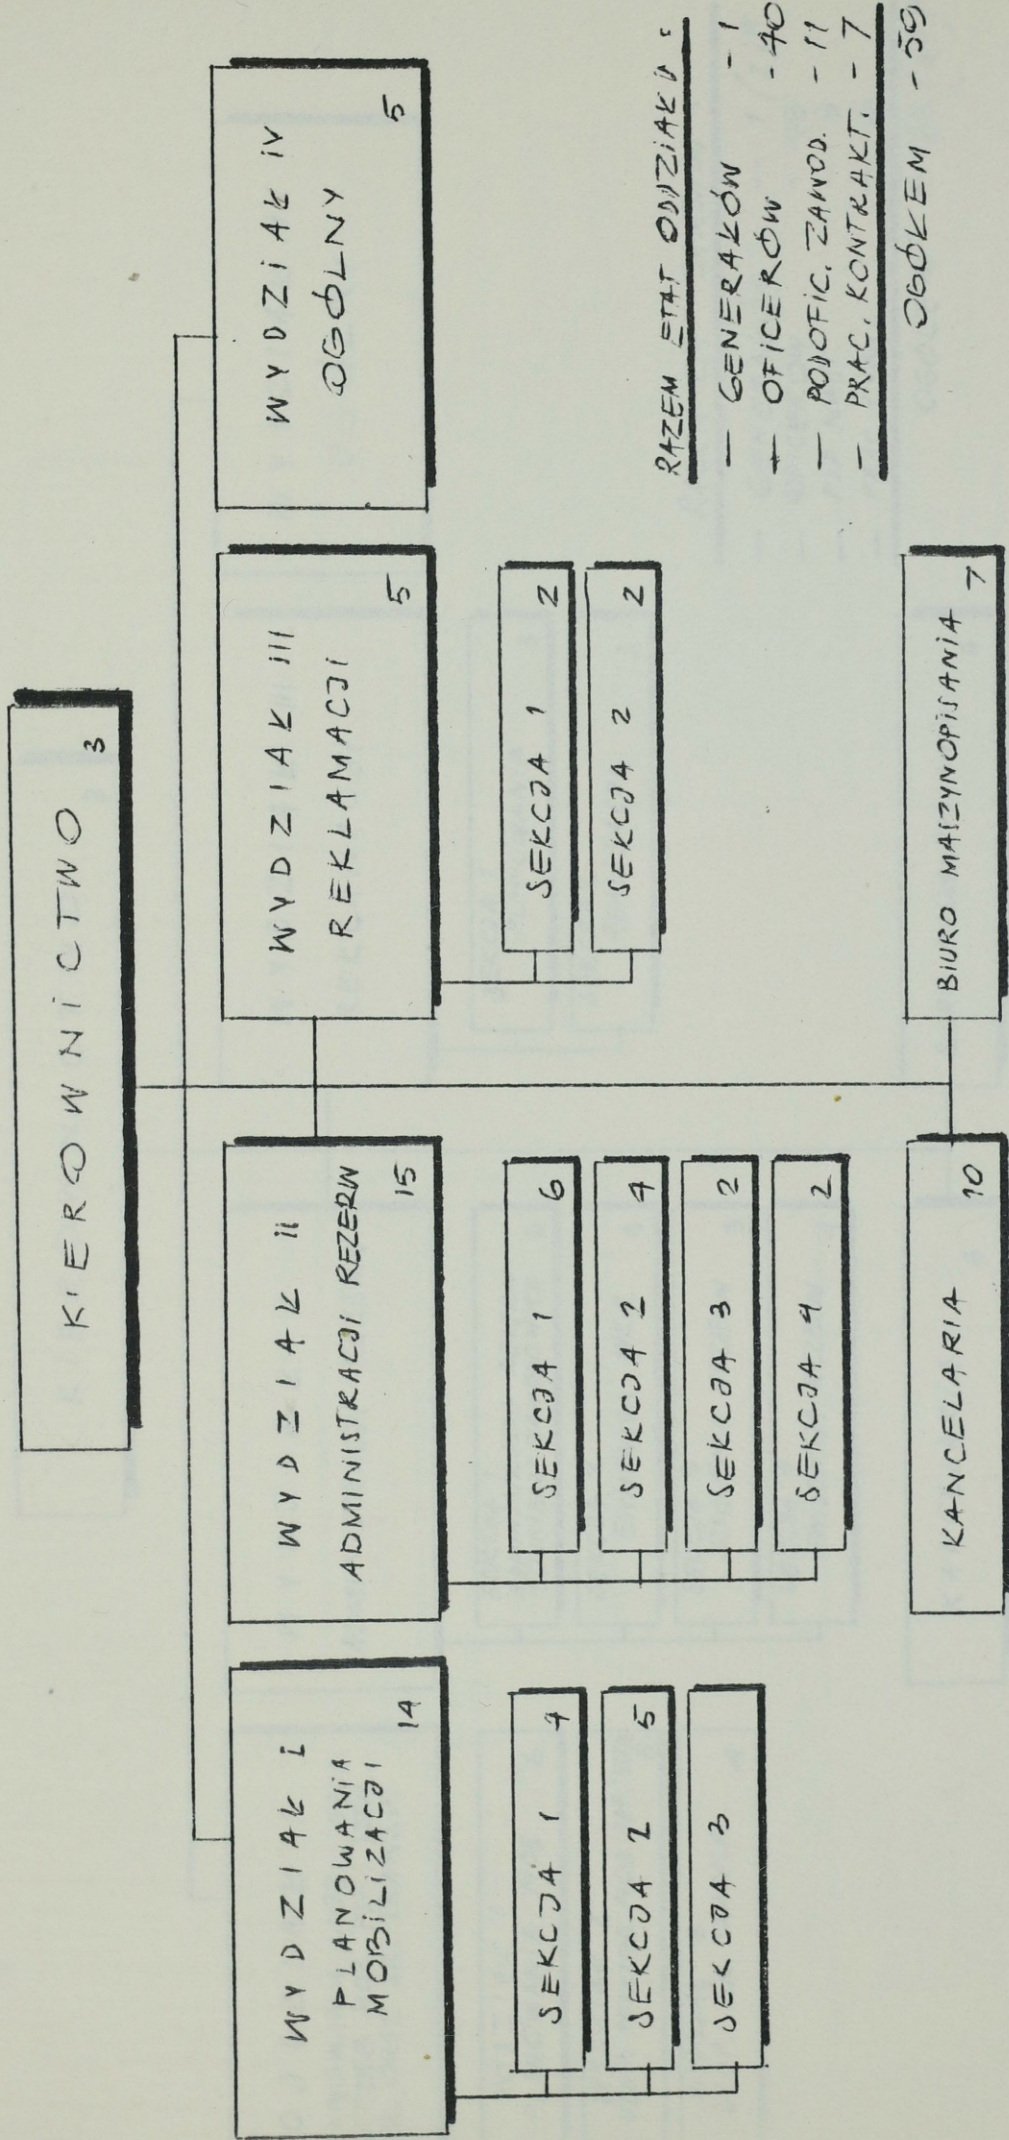 KIEROWNICTWO
3
WYDZIAŁ I
PLANOWANIA
MOBILIZACJI
14
SEKCJA 1 4
SEKCJA 2 5
SEKCJA 3
WYDZIAŁ II
ADMINISTRACJI REZERW
15
SEKCJA 1 6
SEKCJA 2 4
SEKCJA 3 2
SEKCJA 4 2
WYDZIAŁ III
REKLAMACJI
5
SEKCJA 1 2
SEKCJA 2 2
WYDZIAŁ IV
OGÓLNY
5
KANCELARIA 10
BIURO MASZYNOPISANIA 7
RAZEM ETAT ODDZIAŁU:
— GENERAŁÓW - 1
— OFICERÓW - 40
— PODOFIC. ZAWOD. - 11
— PRAC. KONTRAKT. - 7
OGÓŁEM - 59